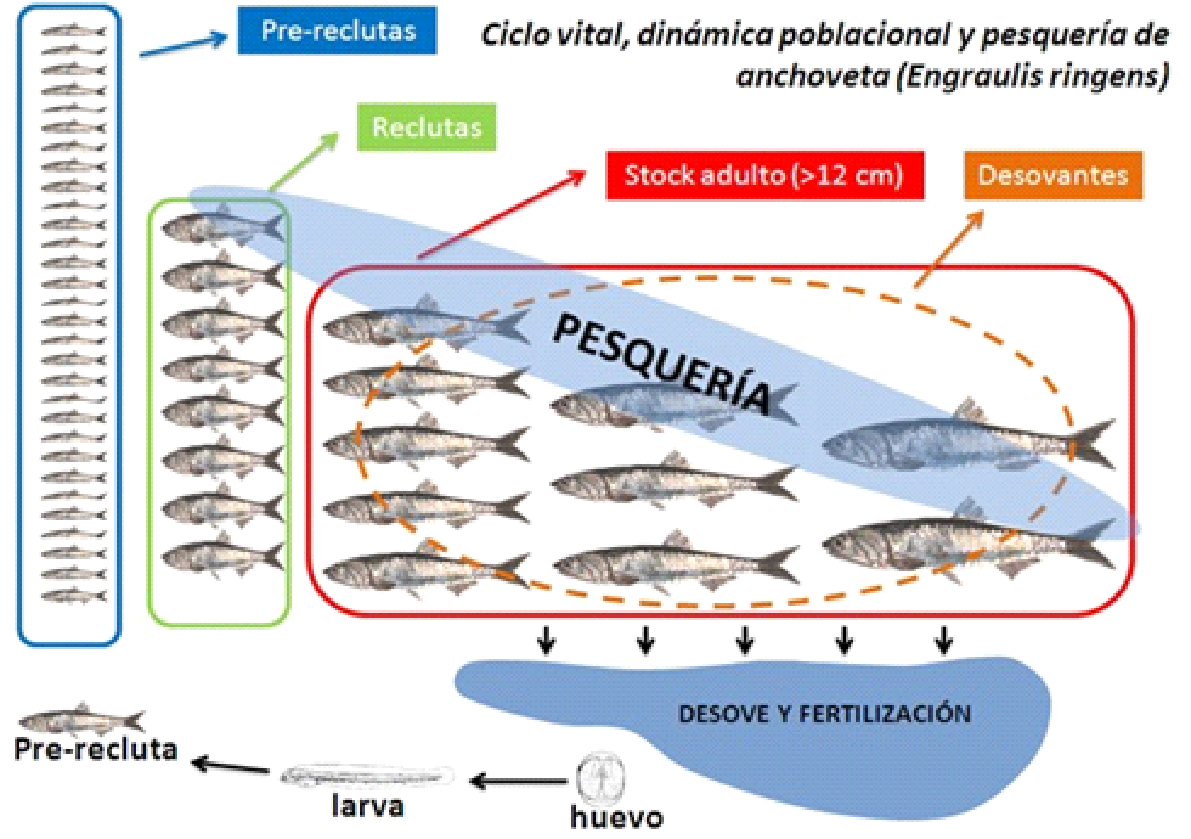 Pre-reclutas
Ciclo vital, dinámica poblacional y pesquería de
anchoveta (Engraulis ringens)
Reclutas
Stock adulto (>12 cm)
Desovantes
PESQUERÍA
DESOVE Y FERTILIZACIÓN
Pre-recluta
larva
huevo